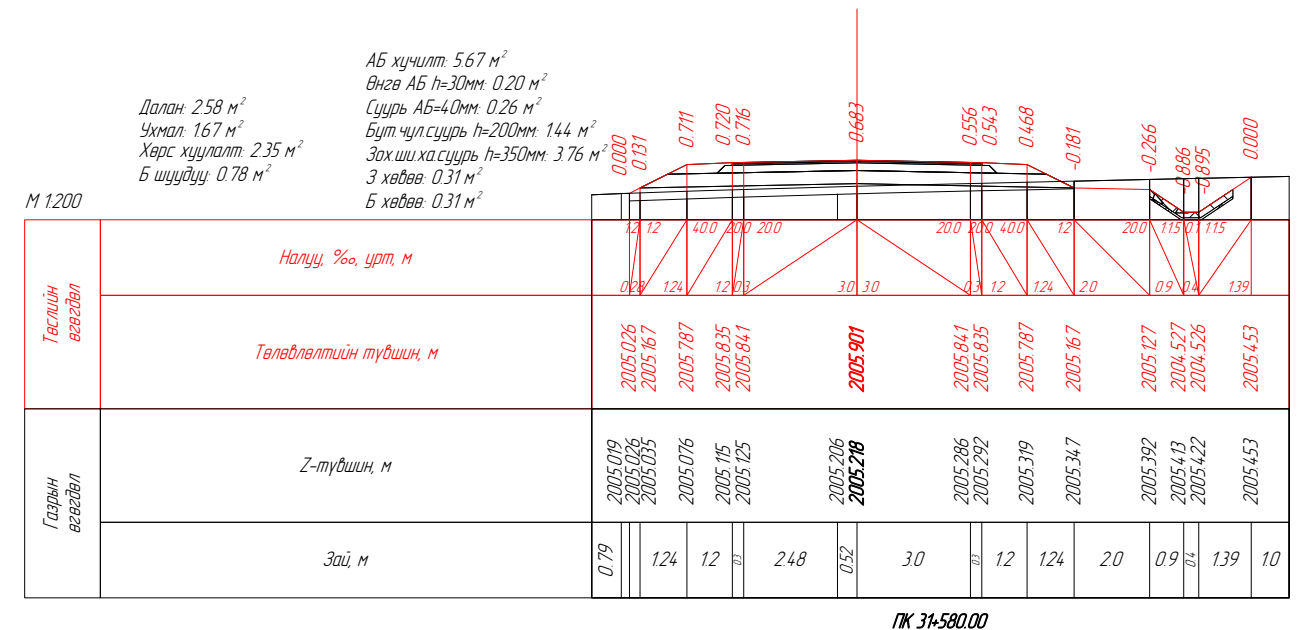 АБ хучилт: 5.67 м²
Өнгө АБ h=30мм: 0.20 м²
Суурь АБ=40мм: 0.26 м²
Бут.чул.суурь h=200мм: 1.44 м²
Зох.ши.ха.суурь h=350мм: 3.76 м²
З хөвөө: 0.31 м²
Б хөвөө: 0.31 м²
Далан: 2.58 м²
Ухмал: 1.67 м²
Хөрс хуулалт: 2.35 м²
Б шуудуу: 0.78 м²
М 1:200
0.000 0.131 0.711 0.720 0.716 0.683 0.556 0.543 0.468 -0.181 -0.266 -0.886 -0.895 0.000
Төслийн өгөгдөл
Налуу, ‰, урт, м
1:2 1:2 40.0 20.0 20.0 20.0 20.0 40.0 1:2 20.0 1:1.5 0.1 1:1.5
0.28 1.24 1.2 0.3 3.0 3.0 0.3 1.2 1.24 2.0 0.9 0.4 1.39
Төлөвлөлтийн түвшин, м
2005.026 2005.167 2005.787 2005.835 2005.841 2005.901 2005.841 2005.835 2005.787 2005.167 2005.127 2004.527 2004.526 2005.453
Газрын өгөгдөл
Z-түвшин, м
2005.019 2005.026 2005.035 2005.076 2005.115 2005.125 2005.206 2005.218 2005.286 2005.292 2005.319 2005.347 2005.392 2005.413 2005.422 2005.453
Зай, м
0.79 1.24 1.2 0.3 2.48 0.52 3.0 0.3 1.2 1.24 2.0 0.9 0.4 1.39 1.0
ПК 31+580.00